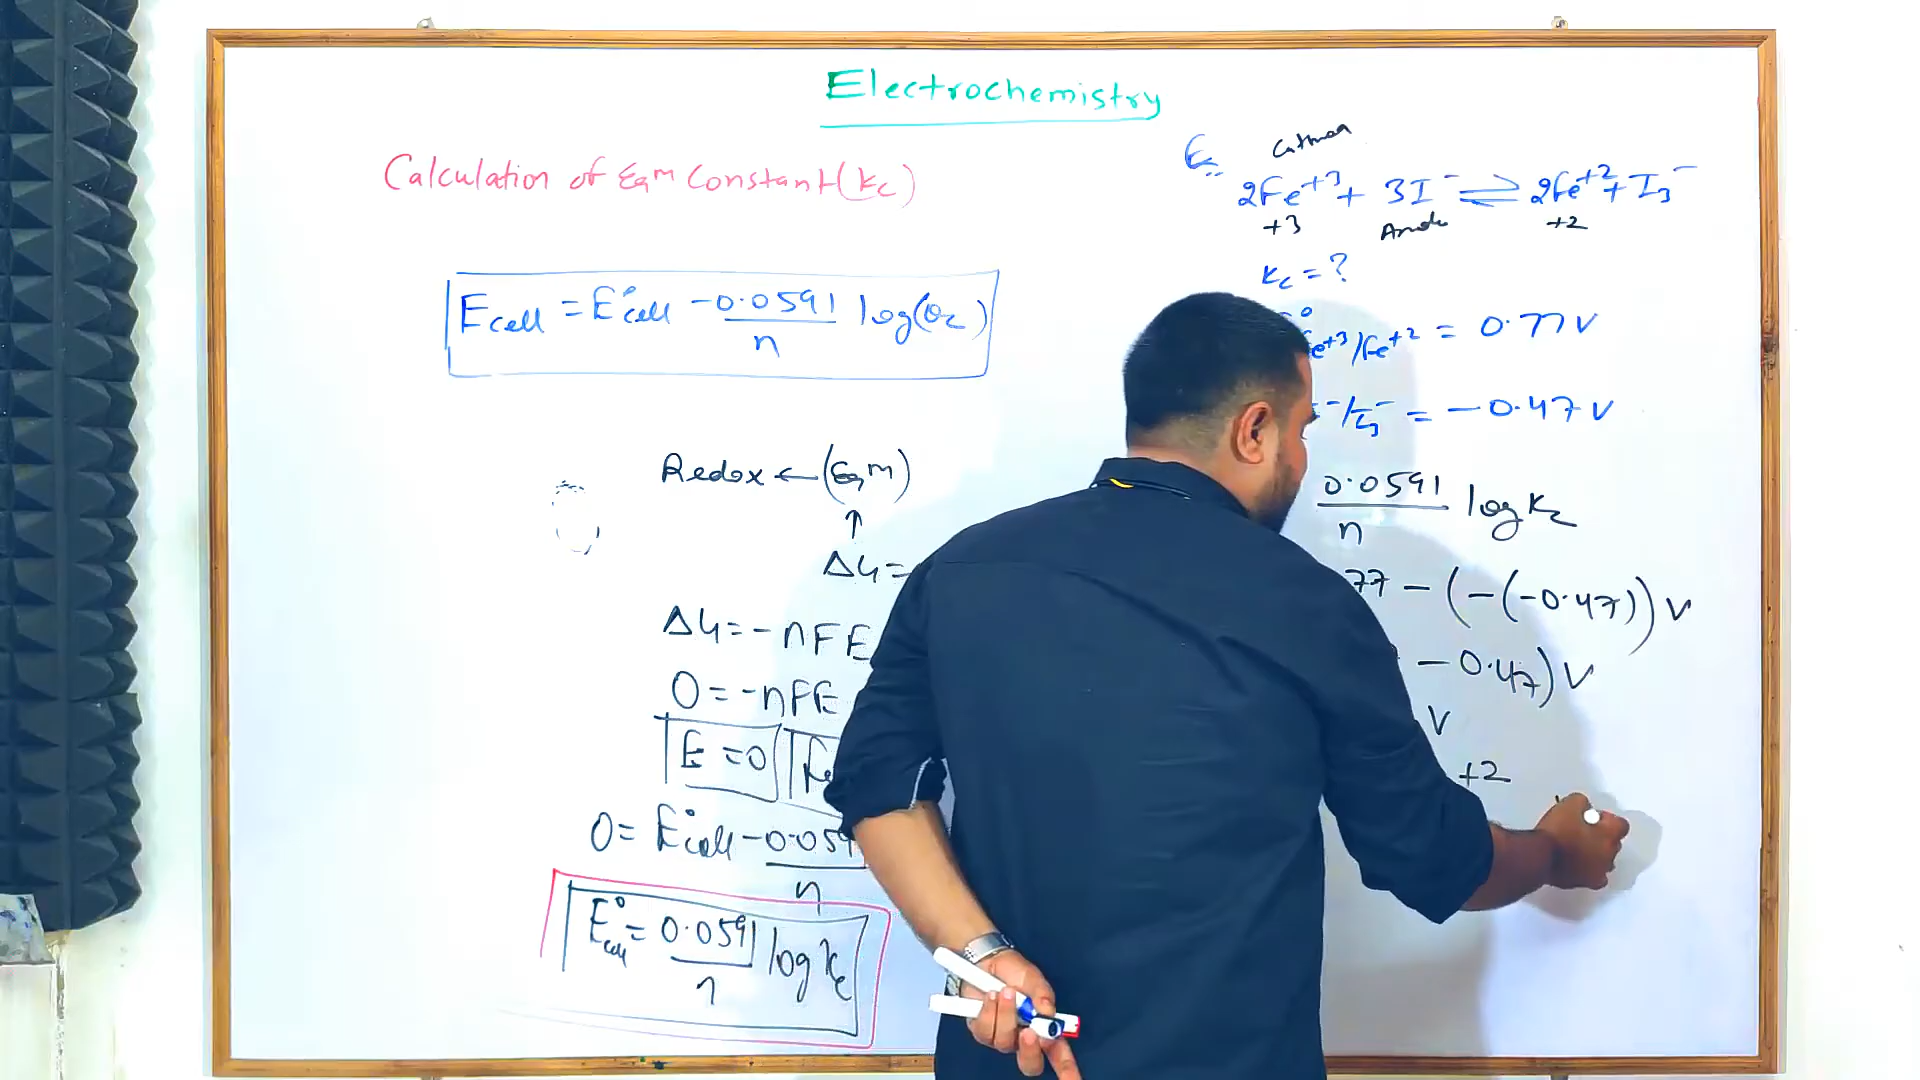 Electrochemistry
Calculation of Eqm Constant (Kc)
Ecell = E°cell - 0.0591/n log(Qc)
Redox ← (Eqm)
↑
ΔG =
ΔG = -nFE
0 = -nFE
E = 0
0 = E°cell - 0.059
n
E°cell = 0.0591/n log Kc
2Fe+3 + 3I- ⇌ 2Fe+2 + I3-
+3 +2
Kc = ?
Fe+3/Fe+2 = 0.77 V
-/I3- = -0.47 V
0.0591/n log Kc
77 - (-(-0.47)) V
- 0.47) V
V
+2